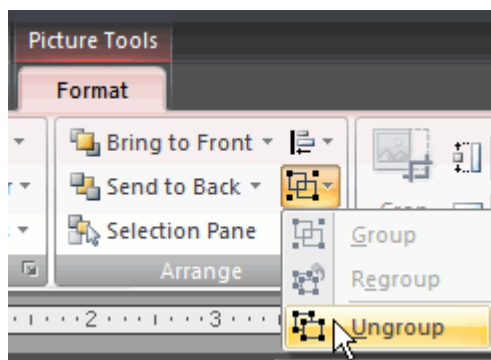 Picture Tools
Format
Bring to Front
Send to Back
Selection Pane
Arrange
Group
Regroup
Ungroup
2 3